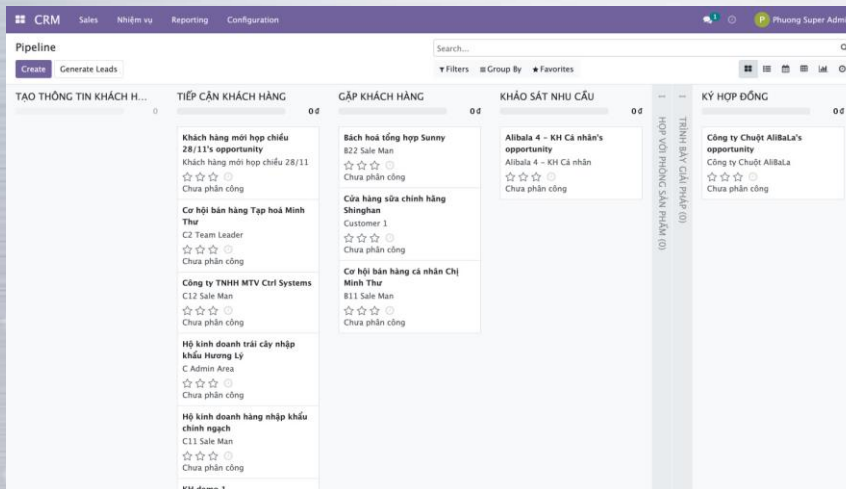 CRM Sales Nhiệm vụ Reporting Configuration 1 P Phuong Super Admi
Pipeline
Search...
Create Generate Leads
Filters Group By Favorites
TẠO THÔNG TIN KHÁCH H...
0
TIẾP CẬN KHÁCH HÀNG
0 đ
Khách hàng mới họp chiều
28/11's opportunity
Khách hàng mới họp chiều 28/11
Chưa phân công
Cơ hội bán hàng Tạp hoá Minh
Thư
C2 Team Leader
Chưa phân công
Công ty TNHH MTV Ctrl Systems
C12 Sale Man
Chưa phân công
Hộ kinh doanh trái cây nhập
khẩu Hương Lý
C Admin Area
Chưa phân công
Hộ kinh doanh hàng nhập khẩu
chính ngạch
C11 Sale Man
Chưa phân công
KH demo 1
GẶP KHÁCH HÀNG
0 đ
Bách hoá tổng hợp Sunny
B22 Sale Man
Chưa phân công
Cửa hàng sữa chính hãng
Shinghan
Customer 1
Chưa phân công
Cơ hội bán hàng cá nhân Chị
Minh Thư
B11 Sale Man
Chưa phân công
KHẢO SÁT NHU CẦU
0 đ
Alibala 4 - KH Cá nhân's
opportunity
Alibala 4 - KH Cá nhân
Chưa phân công
HỌP VỚI PHÒNG SẢN PHẨM (0)
TRÌNH BÀY GIẢI PHÁP (0)
KÝ HỢP ĐỒNG
0 đ
Công ty Chuột AliBaLa's
opportunity
Công ty Chuột AliBaLa
Chưa phân công